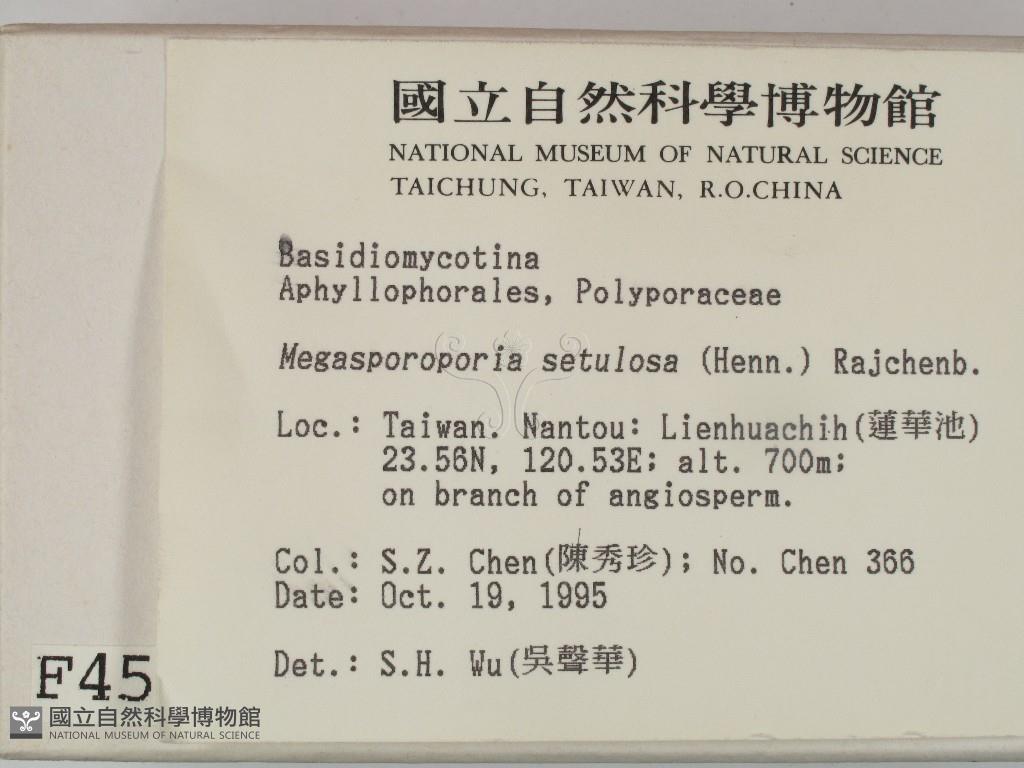 國立自然科學博物館
NATIONAL MUSEUM OF NATURAL SCIENCE
TAICHUNG, TAIWAN, R.O.CHINA
Basidiomycotina
Aphyllophorales, Polyporaceae
Megasporoporia setulosa (Henn.) Rajchenb.
Loc.: Taiwan. Nantou: Lienhuachih(蓮華池)
23.56N, 120.53E; alt. 700m;
on branch of angiosperm.
Col.: S.Z. Chen(陳秀珍); No. Chen 366
Date: Oct. 19, 1995
Det.: S.H. Wu(吳聲華)
F45
國立自然科學博物館
NATIONAL MUSEUM OF NATURAL SCIENCE